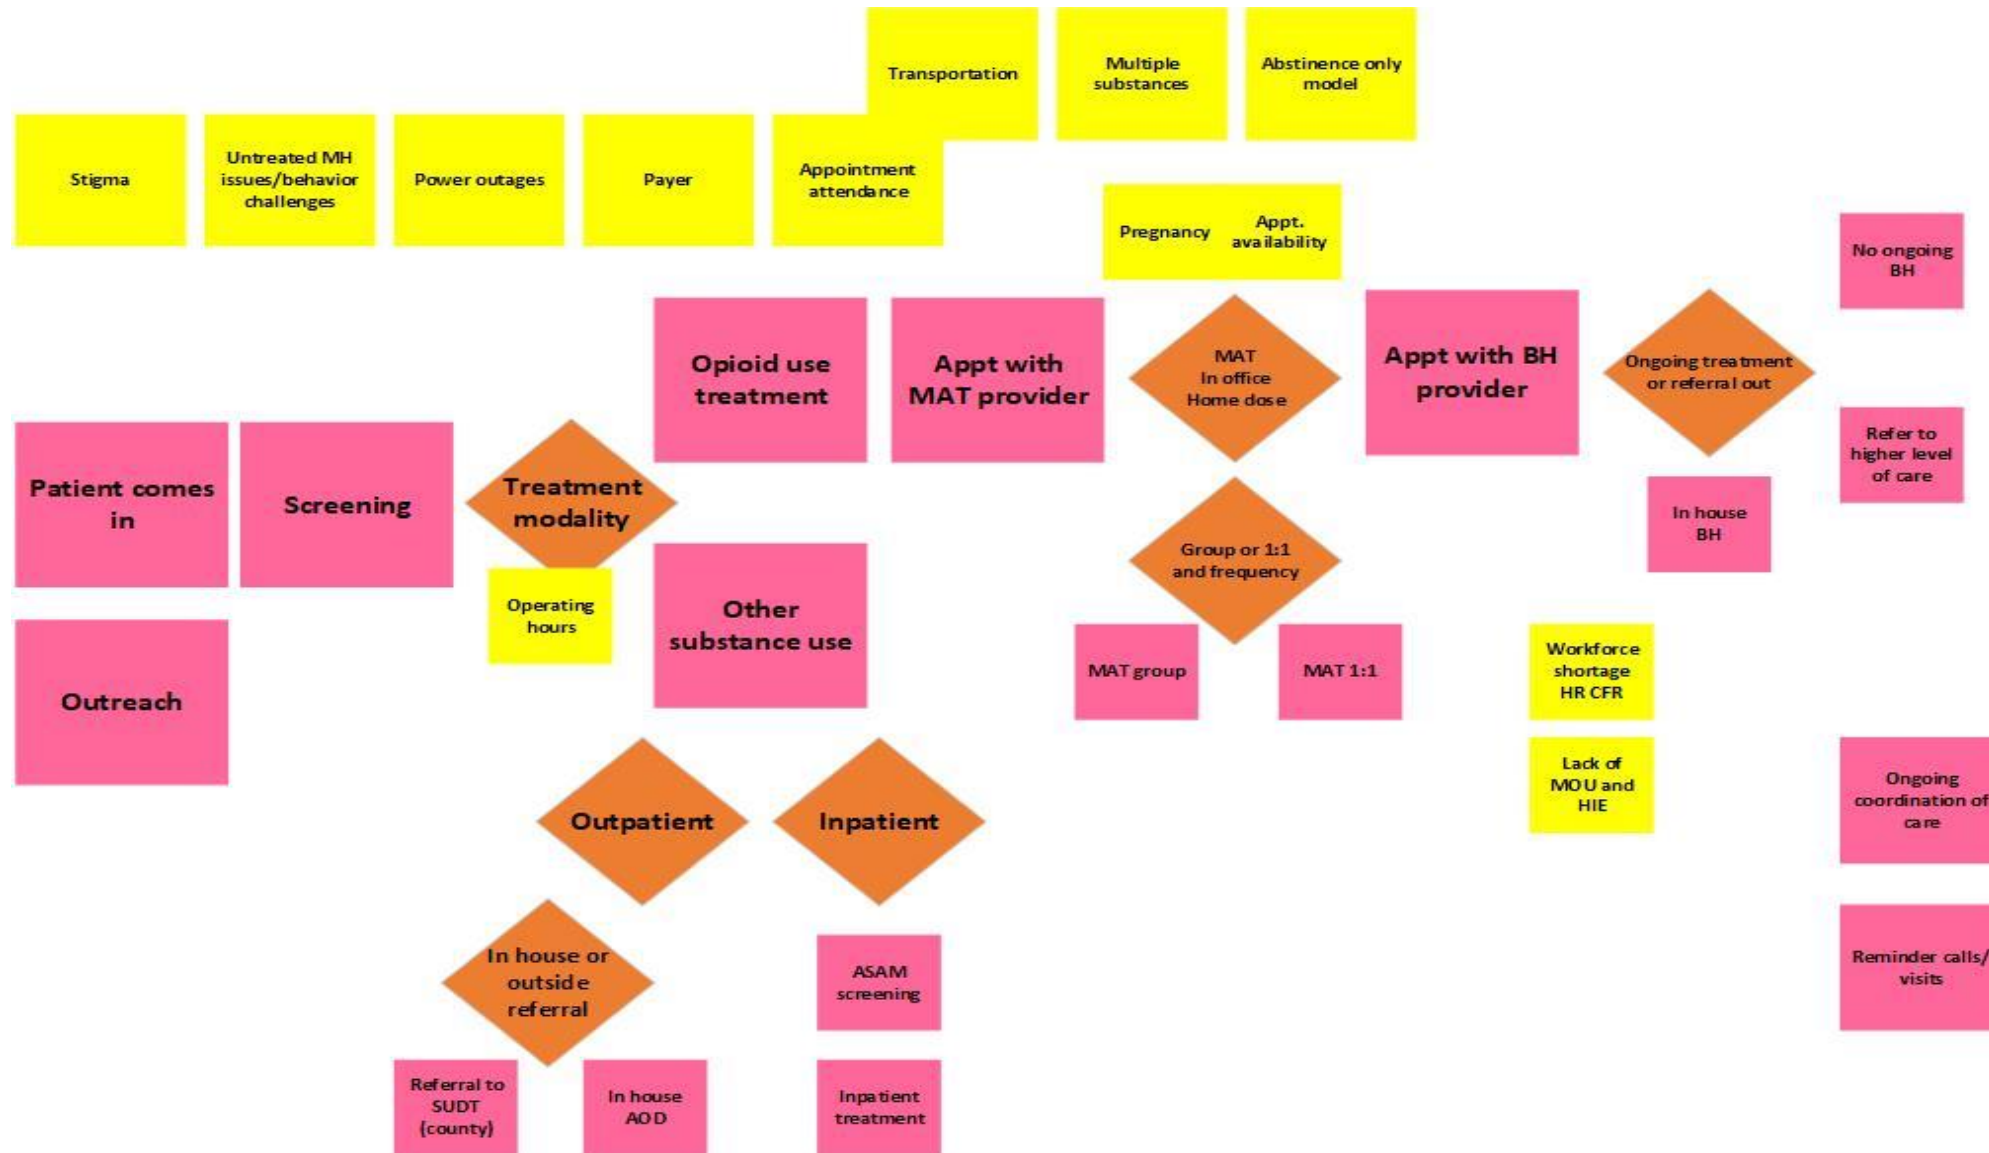 Transportation
Multiple
substances
Abstinence only
model
Stigma
Untreated MH
issues/behavior
challenges
Power outages
Payer
Appointment
attendance
Pregnancy
Appt.
availability
No ongoing
BH
Opioid use
treatment
Appt with
MAT provider
MAT
In office
Home dose
Appt with BH
provider
Ongoing treatment
or referral out
Patient comes
in
Screening
Treatment
modality
Refer to
higher level
of care
In house
BH
Operating
hours
Other
substance use
Group or 1:1
and frequency
Outreach
MAT group
MAT 1:1
Workforce
shortage
HR CFR
Lack of
MOU and
HIE
Outpatient
Inpatient
Ongoing
coordination of
care
In house or
outside
referral
ASAM
screening
Reminder calls/
visits
Referral to
SUDT
(county)
In house
AOD
Inpatient
treatment